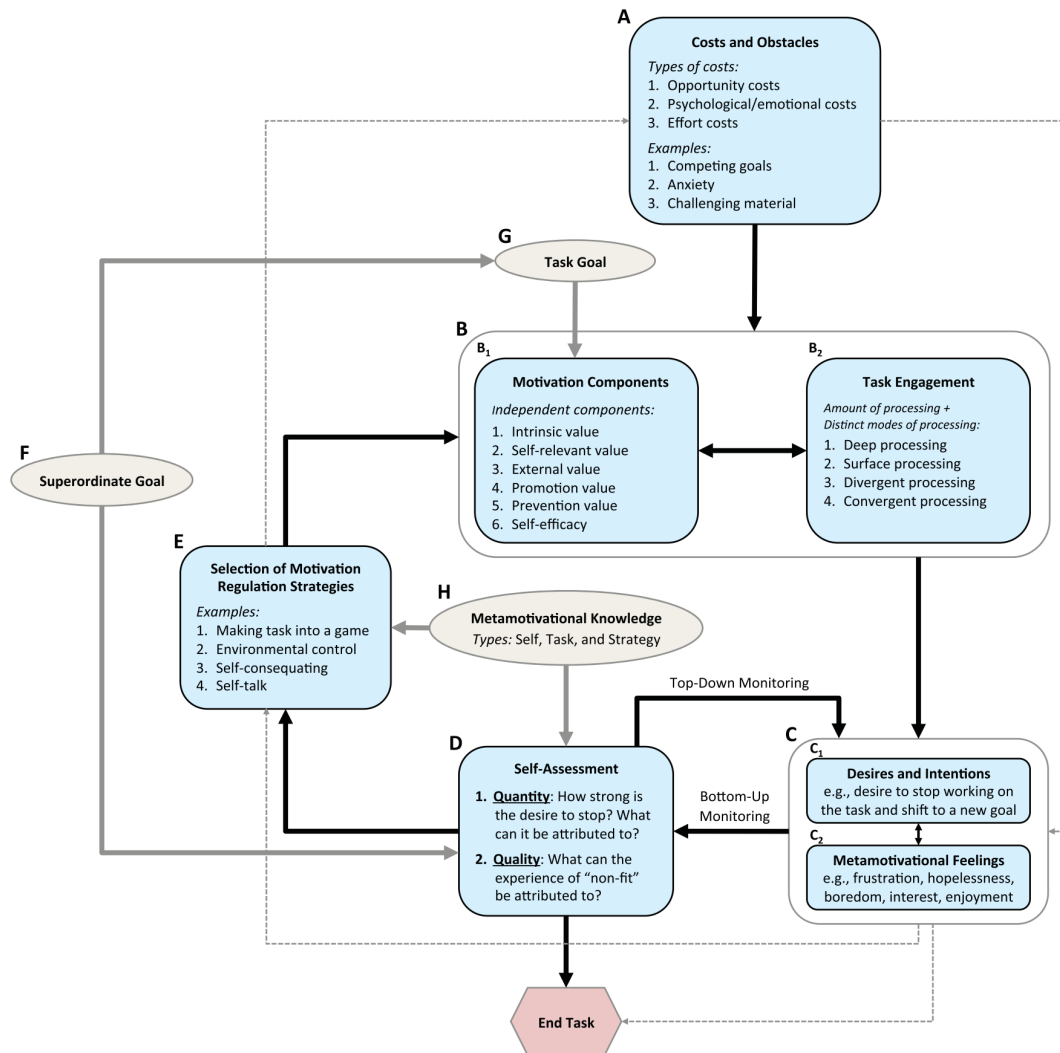 A
Costs and Obstacles
Types of costs:
1. Opportunity costs
2. Psychological/emotional costs
3. Effort costs
Examples:
1. Competing goals
2. Anxiety
3. Challenging material
G
Task Goal
B
B1
Motivation Components
Independent components:
1. Intrinsic value
2. Self-relevant value
3. External value
4. Promotion value
5. Prevention value
6. Self-efficacy
B2
Task Engagement
Amount of processing +
Distinct modes of processing:
1. Deep processing
2. Surface processing
3. Divergent processing
4. Convergent processing
F
Superordinate Goal
E
Selection of Motivation
Regulation Strategies
Examples:
1. Making task into a game
2. Environmental control
3. Self-consequating
4. Self-talk
H
Metamotivational Knowledge
Types: Self, Task, and Strategy
Top-Down Monitoring
D
Self-Assessment
1. Quantity: How strong is
the desire to stop? What
can it be attributed to?
2. Quality: What can the
experience of “non-fit”
be attributed to?
Bottom-Up
Monitoring
C
C1
Desires and Intentions
e.g., desire to stop working on
the task and shift to a new goal
C2
Metamotivational Feelings
e.g., frustration, hopelessness,
boredom, interest, enjoyment
End Task